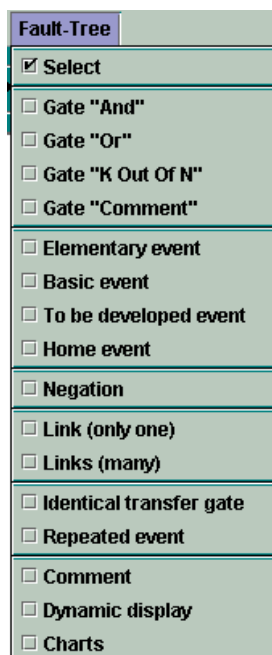 Fault-Tree
Select
Gate "And"
Gate "Or"
Gate "K Out Of N"
Gate "Comment"
Elementary event
Basic event
To be developed event
Home event
Negation
Link (only one)
Links (many)
Identical transfer gate
Repeated event
Comment
Dynamic display
Charts